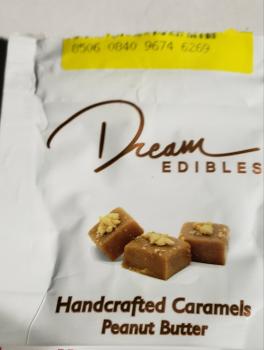 8506 0840 9674 6269
Dream
EDIBLES
Handcrafted Caramels
Peanut Butter